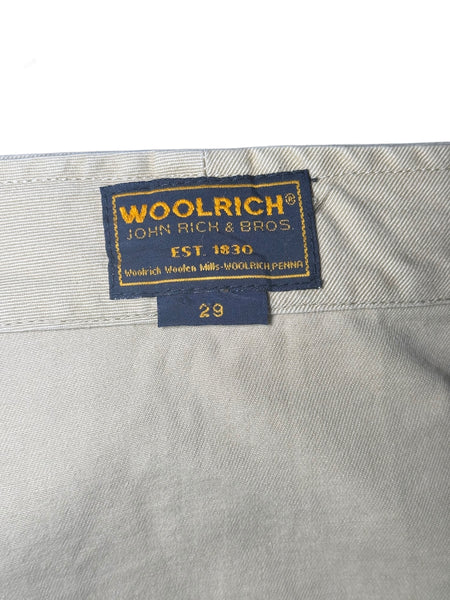 WOOLRICH®
JOHN RICH & BROS.
EST. 1830
Woolrich Woolen Mills-WOOLRICH, PENNA
29